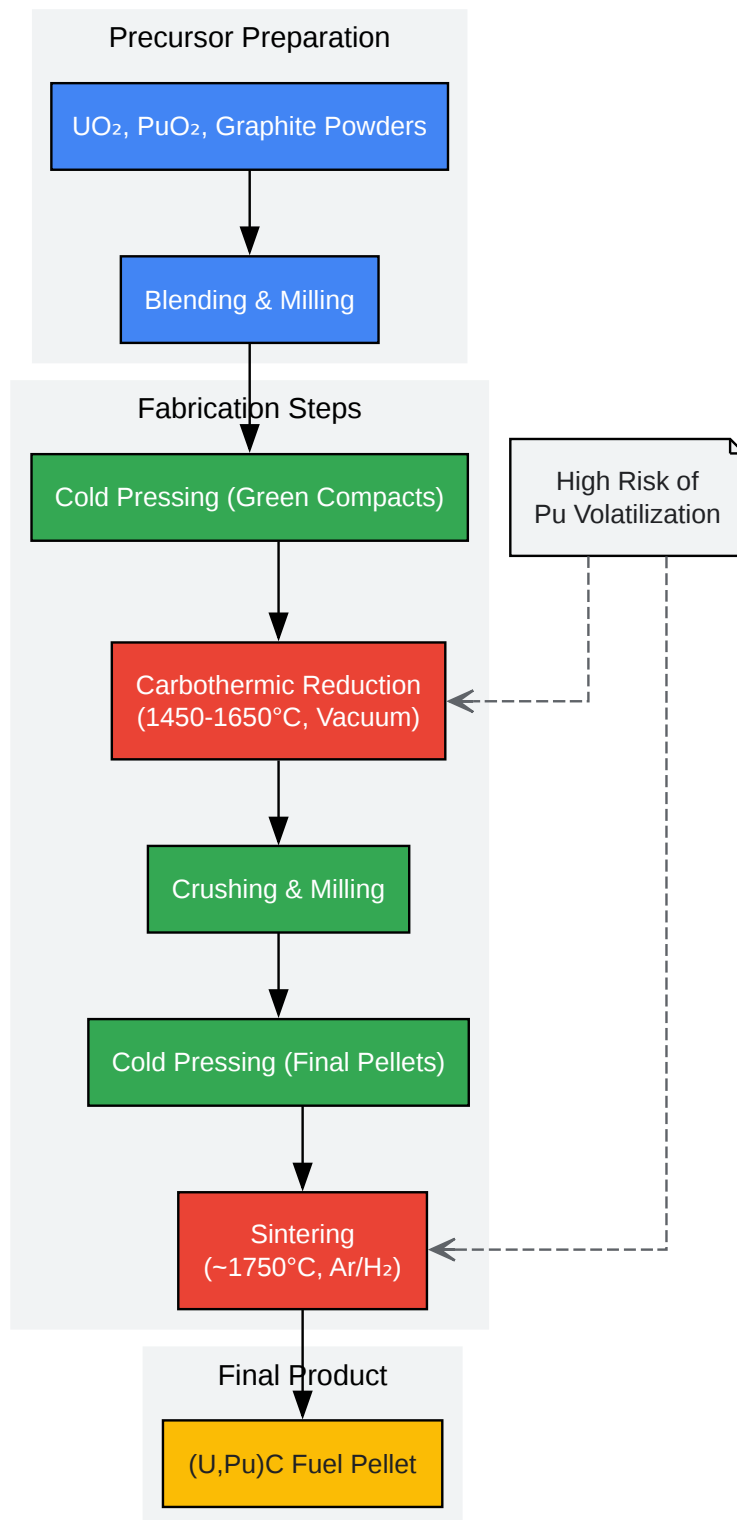 Precursor Preparation
UO₂, PuO₂, Graphite Powders
Blending & Milling
Fabrication Steps
Cold Pressing (Green Compacts)
High Risk of
Pu Volatilization
Carbothermic Reduction
(1450-1650°C, Vacuum)
Crushing & Milling
Cold Pressing (Final Pellets)
Sintering
(~1750°C, Ar/H₂)
Final Product
(U,Pu)C Fuel Pellet